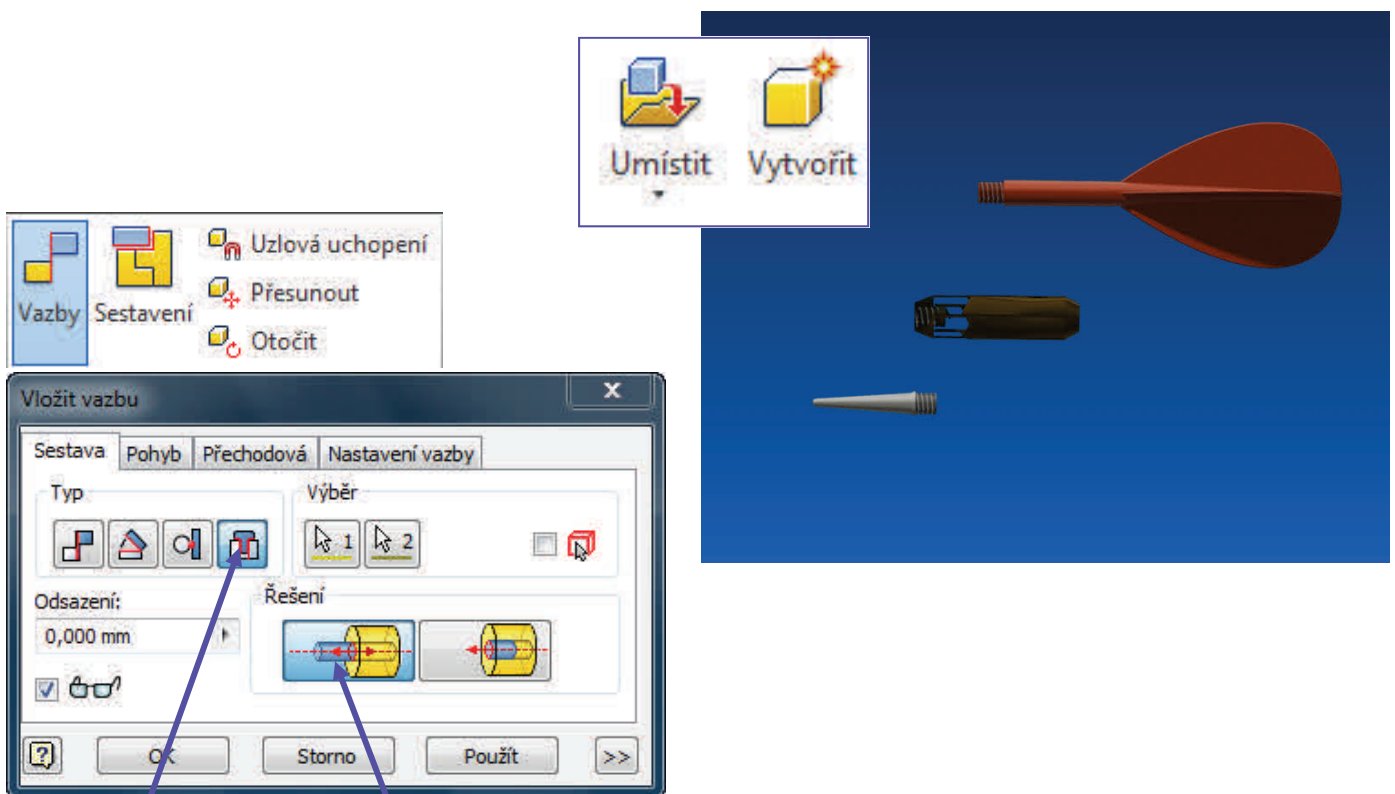 Umístit
Vytvořit
Vazby
Sestavení
Uzlová uchopení
Přesunout
Otočit
Vložit vazbu
x
Sestava
Pohyb
Přechodová
Nastavení vazby
Typ
Výběr
1
2
Odsazení:
0,000 mm
Řešení
?
OK
Storno
Použít
>>